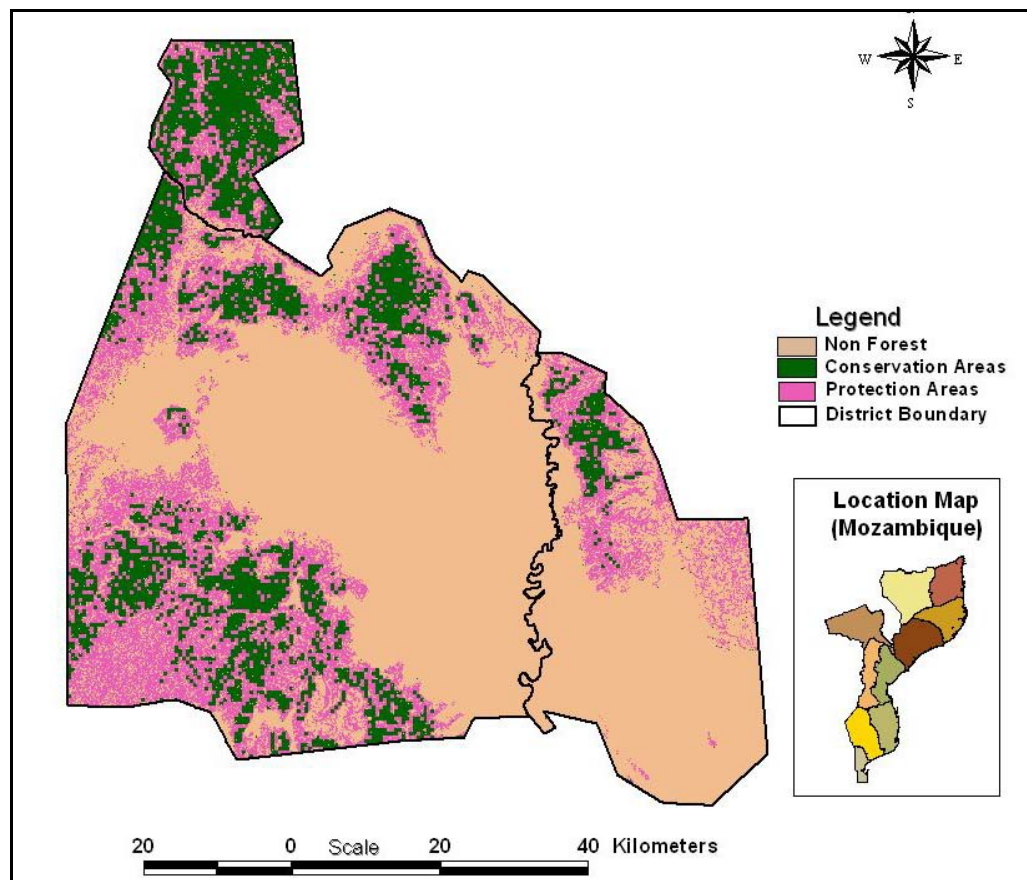 W E
S
Legend
Non Forest
Conservation Areas
Protection Areas
District Boundary
Location Map
(Mozambique)
20 0 Scale 20 40 Kilometers